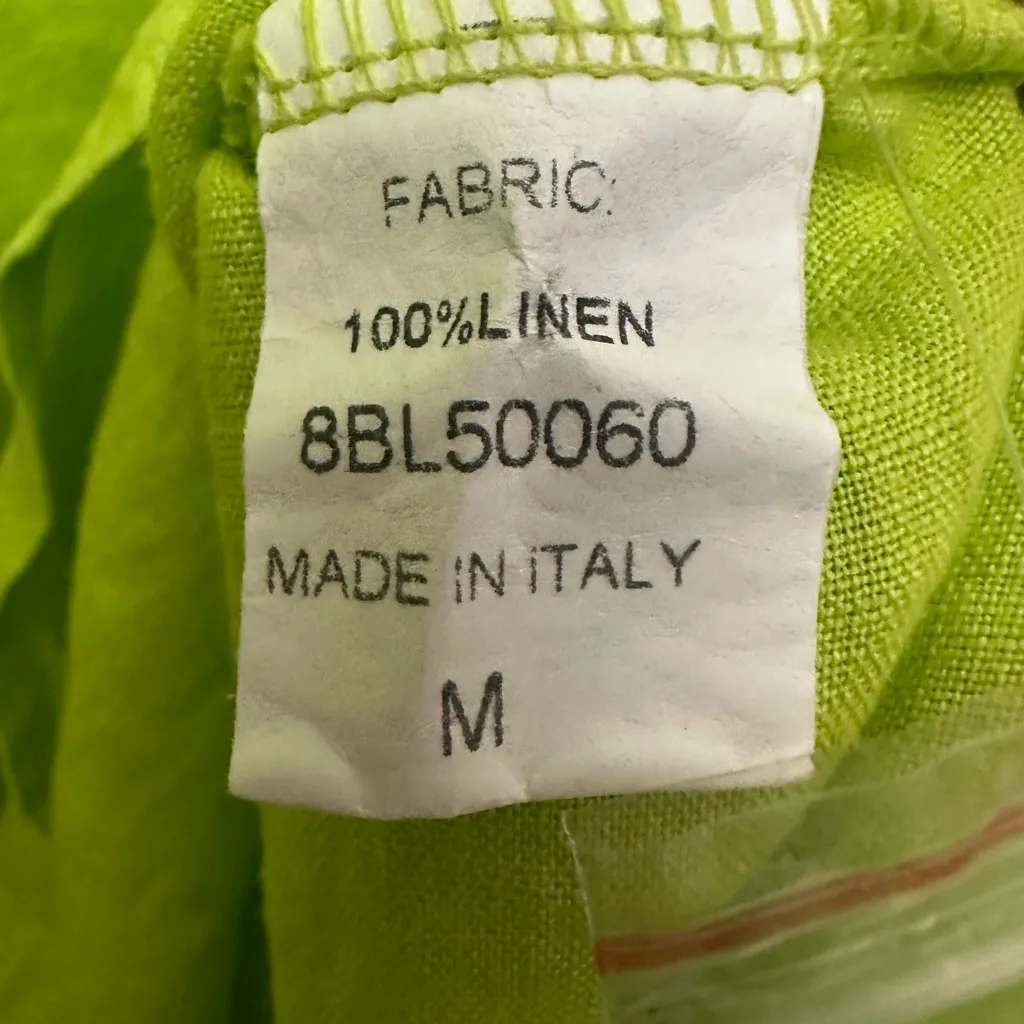 FABRIC:
100%LINEN
8BL50060
MADE IN iTALY
M